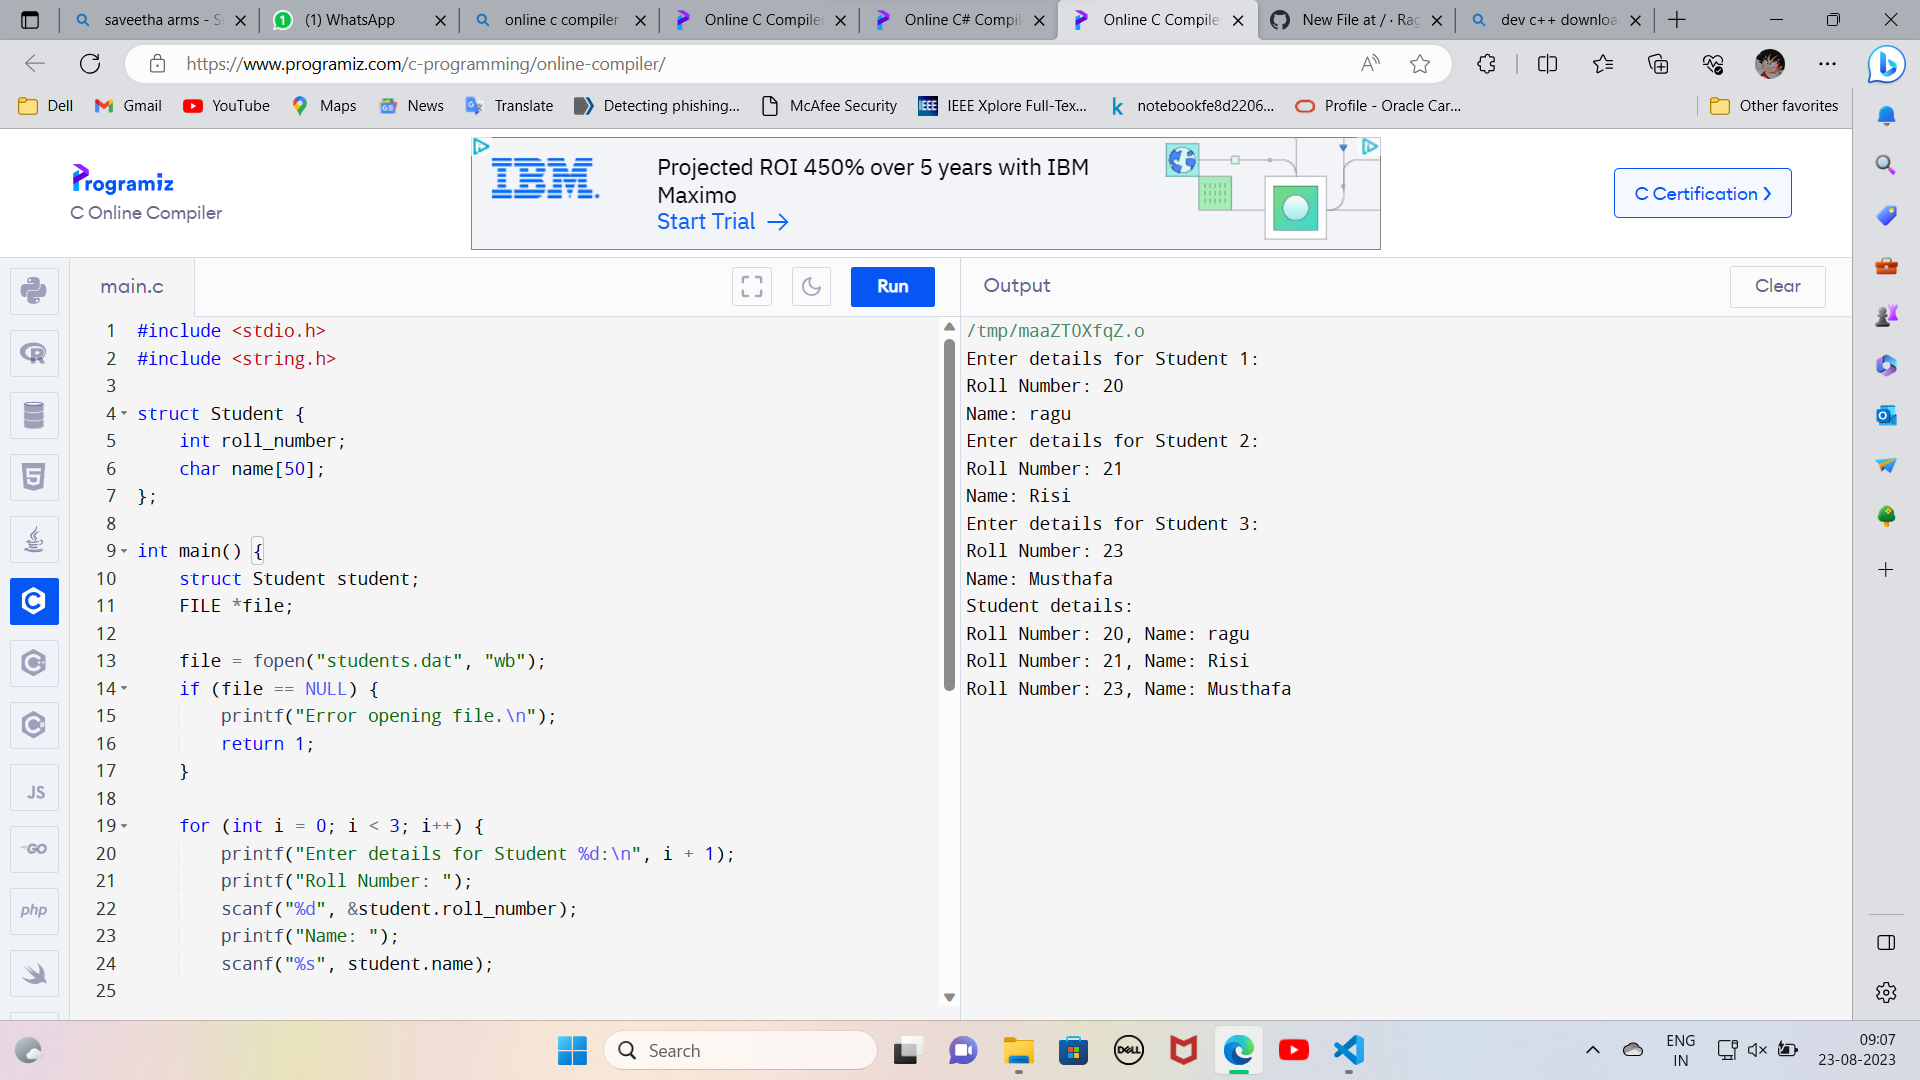 saveetha arms - S
(1) WhatsApp
online c compiler
Online C Compiler
Online C# Compil
Online C Compiler
New File at / · Rag
dev c++ downloa
https://www.programiz.com/c-programming/online-compiler/
Dell
Gmail
YouTube
Maps
News
Translate
Detecting phishing...
McAfee Security
IEEE
IEEE Xplore Full-Tex...
k
notebookfe8d2206...
Profile - Oracle Car...
Other favorites
Programiz
C Online Compiler
IBM
Projected ROI 450% over 5 years with IBM
Maximo
Start Trial →
C Certification >
main.c
Run
Output
Clear
1 #include <stdio.h>
2 #include <string.h>
3
4 struct Student {
5 int roll_number;
6 char name[50];
7 };
8
9 int main() {
10 struct Student student;
11 FILE *file;
12
13 file = fopen("students.dat", "wb");
14 if (file == NULL) {
15 printf("Error opening file.\n");
16 return 1;
17 }
18
19 for (int i = 0; i < 3; i++) {
20 printf("Enter details for Student %d:\n", i + 1);
21 printf("Roll Number: ");
22 scanf("%d", &student.roll_number);
23 printf("Name: ");
24 scanf("%s", student.name);
25
/tmp/maaZTOXfqZ.o
Enter details for Student 1:
Roll Number: 20
Name: ragu
Enter details for Student 2:
Roll Number: 21
Name: Risi
Enter details for Student 3:
Roll Number: 23
Name: Musthafa
Student details:
Roll Number: 20, Name: ragu
Roll Number: 21, Name: Risi
Roll Number: 23, Name: Musthafa
R
5
C
JS
GO
php
Search
DELL
ENG
IN
09:07
23-08-2023